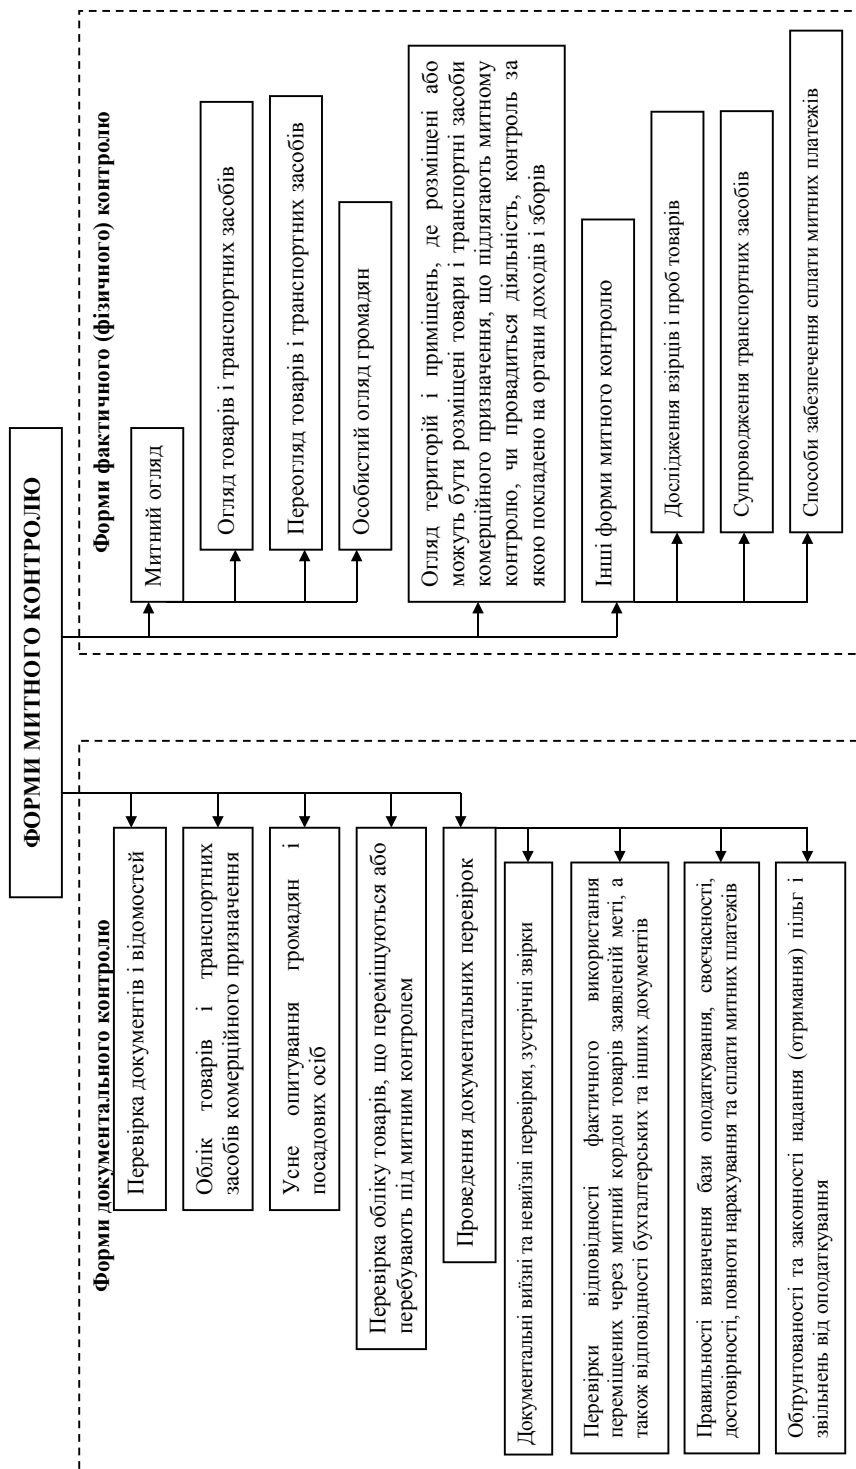 ФОРМИ МИТНОГО КОНТРОЛЮ
Форми документального контролю
Перевірка документів і відомостей
Облік товарів і транспортних
засобів комерційного призначення
Усне опитування громадян і
посадових осіб
Перевірка обліку товарів, що переміщуються або
перебувають під митним контролем
Проведення документальних перевірок
Документальні виїзні та невиїзні перевірки, зустрічні звірки
Перевірки відповідності фактичного використання
переміщених через митний кордон товарів заявленій меті, а
також відповідності бухгалтерських та інших документів
Правильності визначення бази оподаткування, своєчасності,
достовірності, повноти нарахування та сплати митних платежів
Обґрунтованості та законності надання (отримання) пільг і
звільнень від оподаткування
Форми фактичного (фізичного) контролю
Митний огляд
Огляд товарів і транспортних засобів
Переогляд товарів і транспортних засобів
Особистий огляд громадян
Огляд територій і приміщень, де розміщені або
можуть бути розміщені товари і транспортні засоби
комерційного призначення, що підлягають митному
контролю, чи провадиться діяльність, контроль за
якою покладено на органи доходів і зборів
Інші форми митного контролю
Дослідження взірців і проб товарів
Супроводження транспортних засобів
Способи забезпечення сплати митних платежів